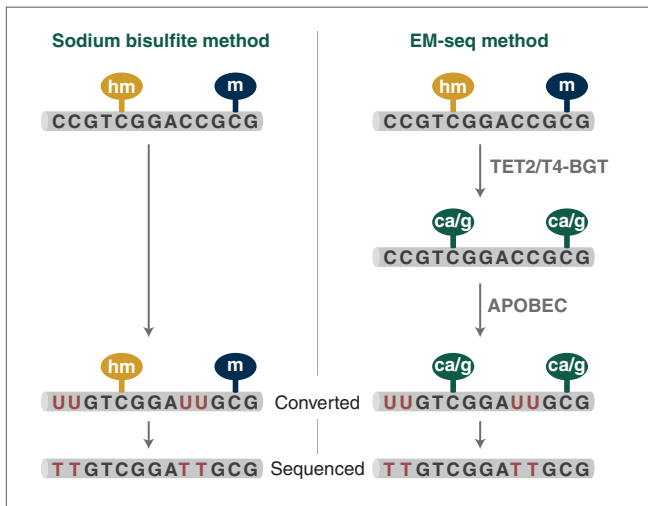 Sodium bisulfite method
EM-seq method
hm
m
hm
m
CCGTCGGACCGCG
CCGTCGGACCGCG
TET2/T4-BGT
ca/g
ca/g
CCGTCGGACCGCG
APOBEC
hm
m
ca/g
ca/g
UUGTCGGAUUGCG
Converted
UUGTCGGAUUGCG
TTGTCGGATTGCG
Sequenced
TTGTCGGATTGCG